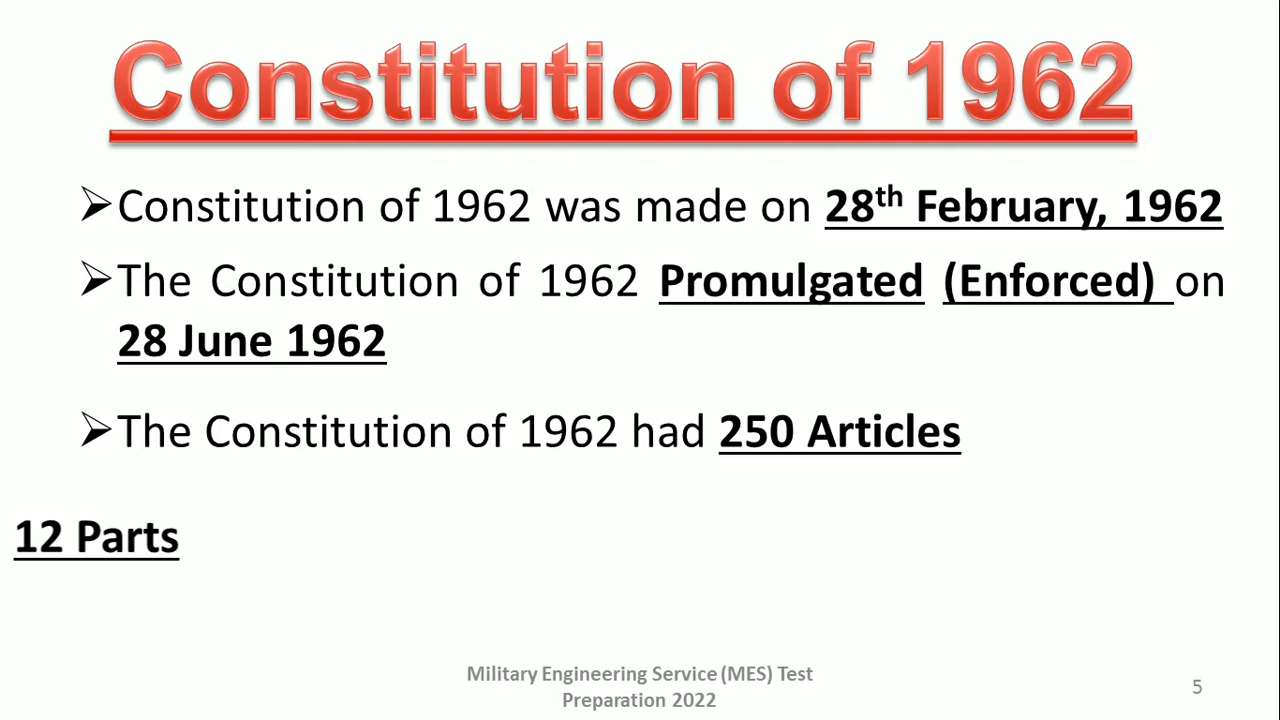 Constitution of 1962
➢Constitution of 1962 was made on 28th February, 1962
➢The Constitution of 1962 Promulgated (Enforced) on
28 June 1962
➢The Constitution of 1962 had 250 Articles
12 Parts
Military Engineering Service (MES) Test
Preparation 2022
5